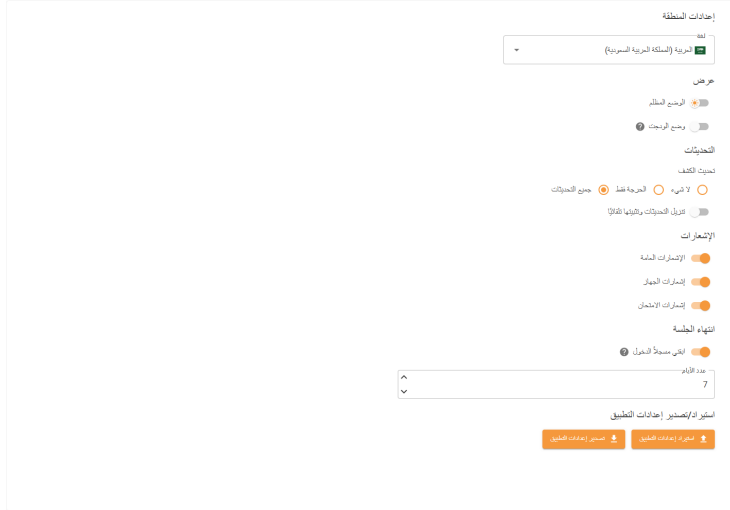 إعدادات المنطقة
لغة
العربية (المملكة العربية السعودية)
عرض
الوضع المظلم
وضع الودجت
التحديثات
تحديث الكشف
لا شيء الحرجة فقط جميع التحديثات
تنزيل التحديثات وتثبيتها تلقائيًا
الإشعارات
الإشعارات العامة
إشعارات الجهاز
إشعارات الامتحان
انتهاء الجلسة
ابقني مسجلاً الدخول
عدد الأيام
7
استيراد/تصدير إعدادات التطبيق
استيراد إعدادات التطبيق تصدير إعدادات التطبيق